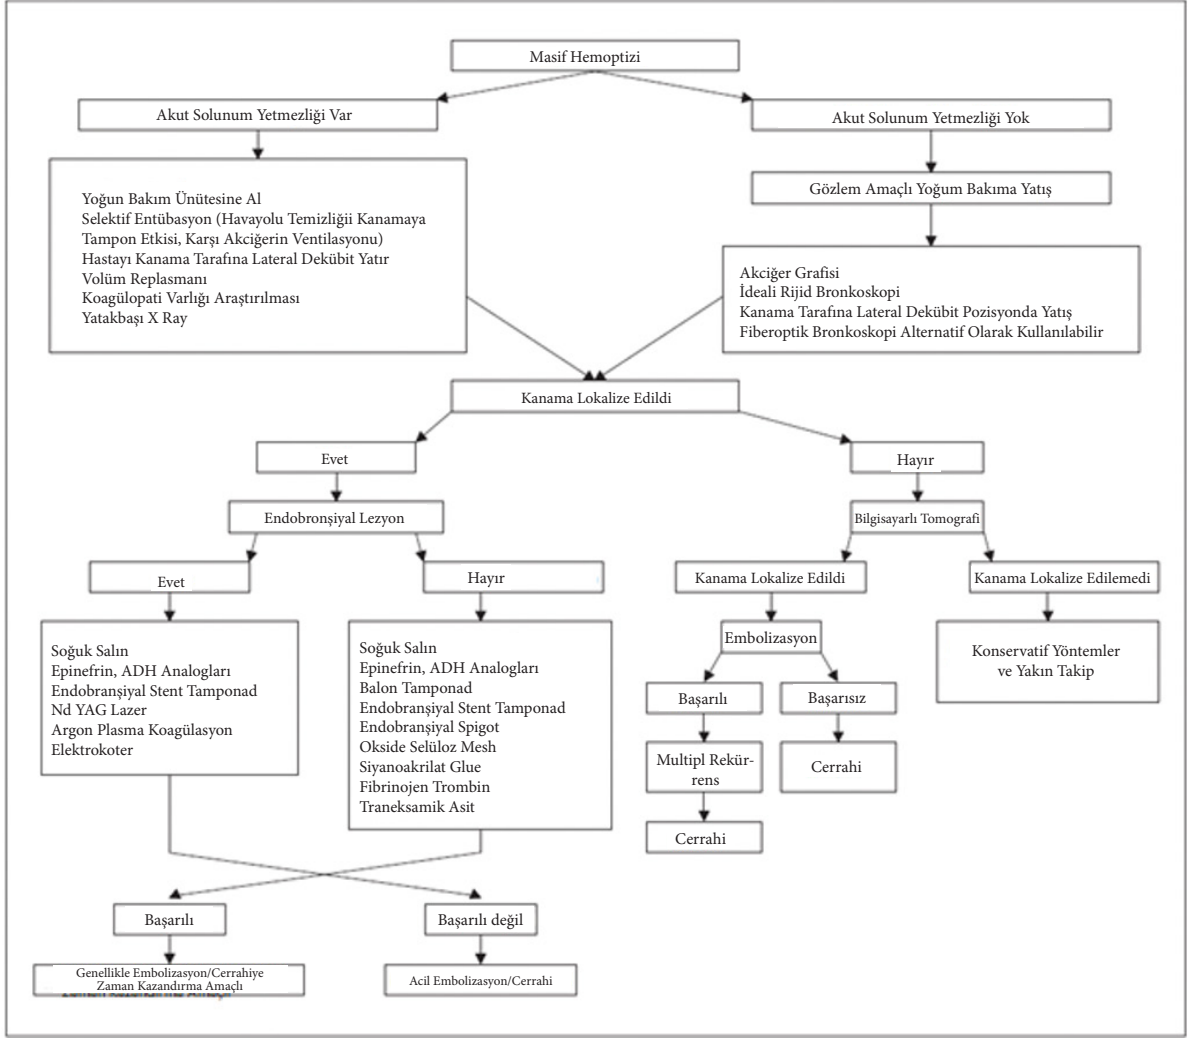 Masif Hemoptizi
Akut Solunum Yetmezliği Var
Akut Solunum Yetmezliği Yok
Yoğun Bakım Ünütesine Al
Selektif Entübasyon (Havayolu Temizliğii Kanamaya
Tampon Etkisi, Karşı Akciğerin Ventilasyonu)
Hastayı Kanama Tarafına Lateral Dekübit Yatır
Volüm Replasmanı
Koagülopati Varlığı Araştırılması
Yatakbaşı X Ray
Gözlem Amaçlı Yoğum Bakıma Yatış
Akciğer Grafisi
İdeali Rijid Bronkoskopi
Kanama Tarafına Lateral Dekübit Pozisyonda Yatış
Fiberoptik Bronkoskopi Alternatif Olarak Kullanılabilir
Kanama Lokalize Edildi
Evet
Hayır
Endobronşiyal Lezyon
Bilgisayarlı Tomografi
Evet
Hayır
Kanama Lokalize Edildi
Kanama Lokalize Edilemedi
Soğuk Salın
Epinefrin, ADH Analogları
Endobranşiyal Stent Tamponad
Nd YAG Lazer
Argon Plasma Koagülasyon
Elektrokoter
Soğuk Salın
Epinefrin, ADH Analogları
Balon Tamponad
Endobranşiyal Stent Tamponad
Endobranşiyal Spigot
Okside Selüloz Mesh
Siyanoakrilat Glue
Fibrinojen Trombin
Traneksamik Asit
Embolizasyon
Konservatif Yöntemler
ve Yakın Takip
Başarılı
Başarısız
Multipl Rekür-
rens
Cerrahi
Cerrahi
Başarılı
Başarılı değil
Genellikle Embolizasyon/Cerrahiye
Zaman Kazandırma Amaçlı
Acil Embolizasyon/Cerrahi